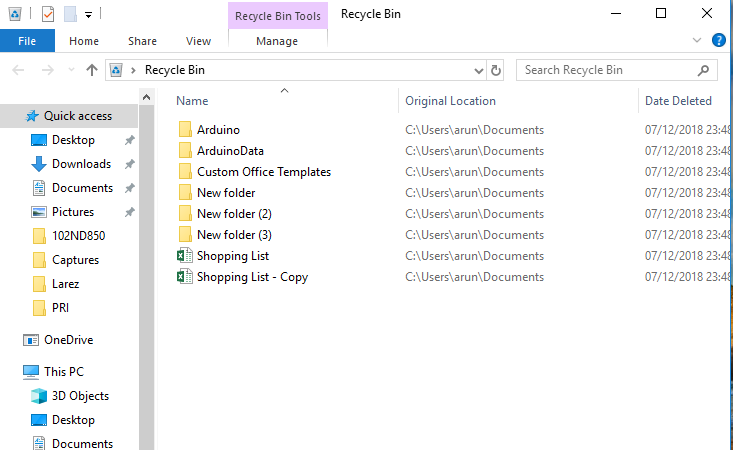 Recycle Bin Tools Recycle Bin
File Home Share View Manage
Recycle Bin Search Recycle Bin
Name Original Location Date Deleted
Quick access
Desktop
Downloads
Documents
Pictures
102ND850
Captures
Larez
PRI
OneDrive
This PC
3D Objects
Desktop
Documents
Arduino C:\Users\arun\Documents 07/12/2018 23:48
ArduinoData C:\Users\arun\Documents 07/12/2018 23:48
Custom Office Templates C:\Users\arun\Documents 07/12/2018 23:48
New folder C:\Users\arun\Documents 07/12/2018 23:48
New folder (2) C:\Users\arun\Documents 07/12/2018 23:48
New folder (3) C:\Users\arun\Documents 07/12/2018 23:48
Shopping List C:\Users\arun\Documents 07/12/2018 23:48
Shopping List - Copy C:\Users\arun\Documents 07/12/2018 23:48